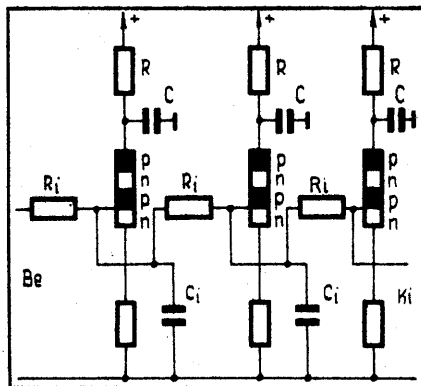 + + +
R R R
C C C
p p p
n n n
p p p
n n n
Ri Ri Ri
Be Ci Ci Ki